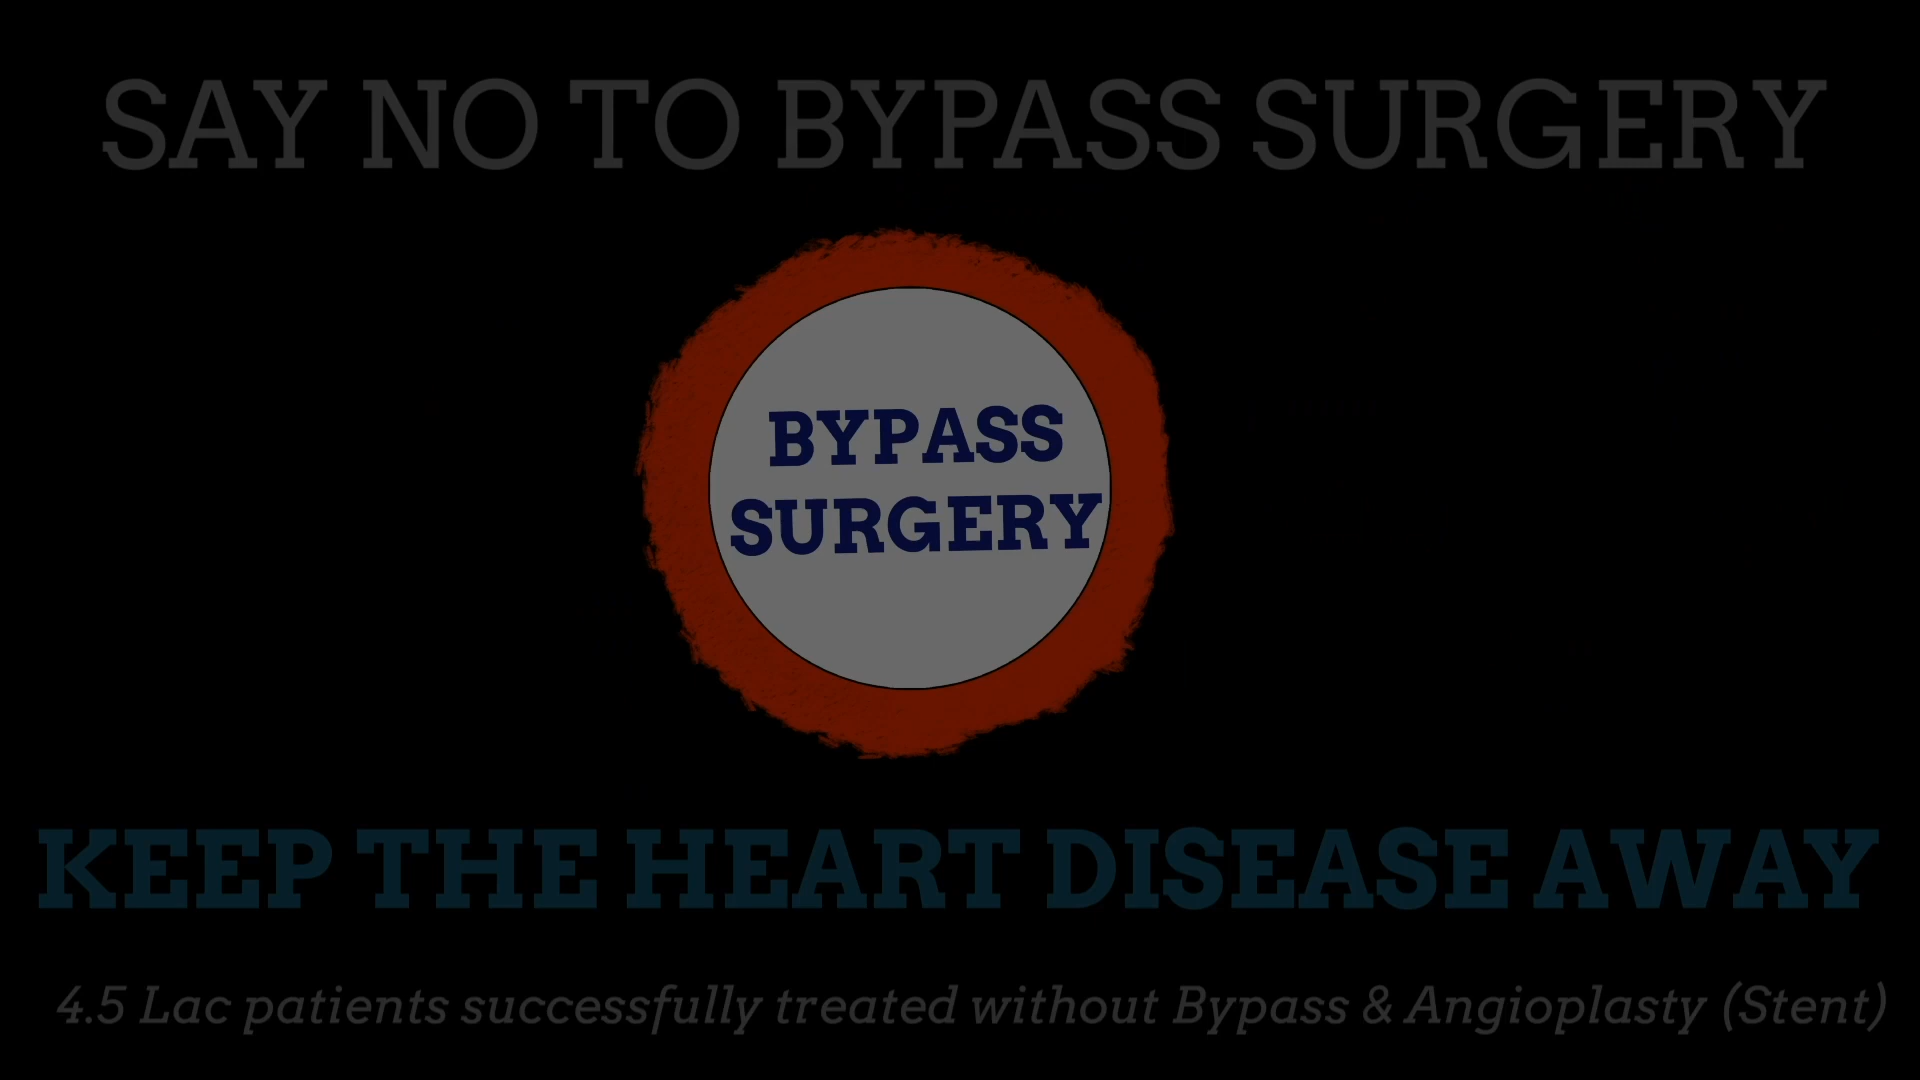 SAY NO TO BYPASS SURGERY
BYPASS
SURGERY
KEEP THE HEART DISEASE AWAY
4.5 Lac patients successfully treated without Bypass & Angioplasty (Stent)